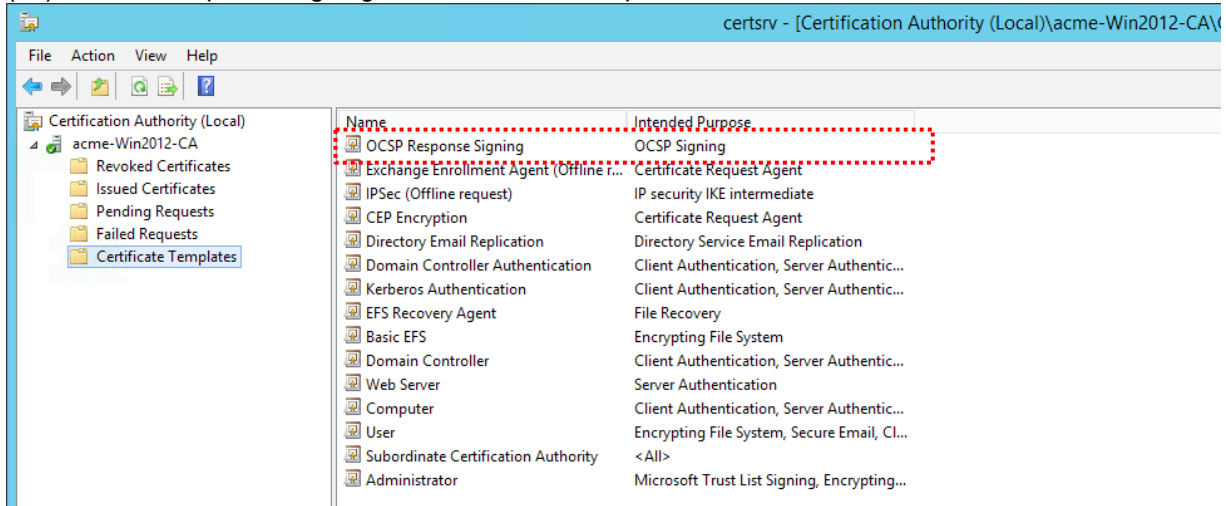 certsrv - [Certification Authority (Local)\acme-Win2012-CA\
File Action View Help
Certification Authority (Local)
acme-Win2012-CA
Revoked Certificates
Issued Certificates
Pending Requests
Failed Requests
Certificate Templates
Name Intended Purpose
OCSP Response Signing OCSP Signing
Exchange Enrollment Agent (Offline r... Certificate Request Agent
IPSec (Offline request) IP security IKE intermediate
CEP Encryption Certificate Request Agent
Directory Email Replication Directory Service Email Replication
Domain Controller Authentication Client Authentication, Server Authentic...
Kerberos Authentication Client Authentication, Server Authentic...
EFS Recovery Agent File Recovery
Basic EFS Encrypting File System
Domain Controller Client Authentication, Server Authentic...
Web Server Server Authentication
Computer Client Authentication, Server Authentic...
User Encrypting File System, Secure Email, Cl...
Subordinate Certification Authority <All>
Administrator Microsoft Trust List Signing, Encrypting...